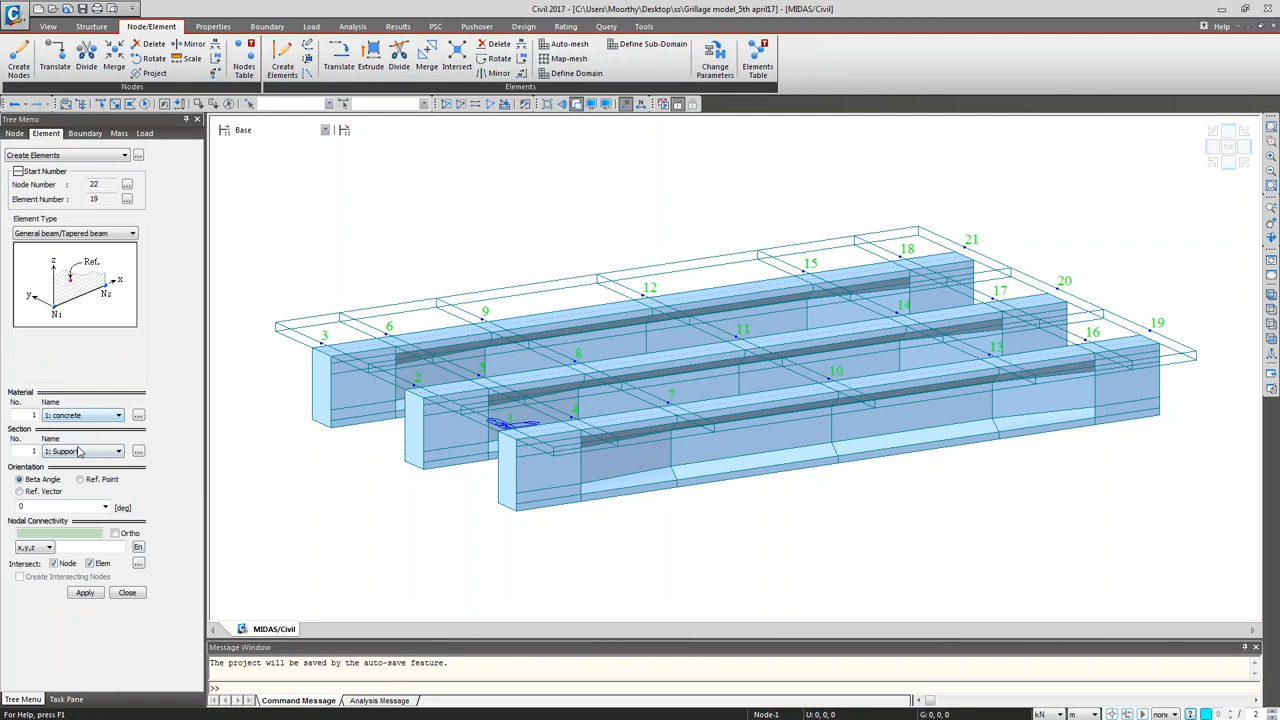 Civil 2017 - [C:\Users\Moorthy\Desktop\ss\Grillage model_5th april17] - [MIDAS/Civil]
View Structure Node/Element Properties Boundary Load Analysis Results PSC Pushover Design Rating Query Tools Help
Create Nodes Translate Divide Merge Delete Rotate Project Mirror Scale Nodes Table Create Elements Translate Extrude Divide Merge Intersect Delete Rotate Mirror Auto-mesh Map-mesh Define Domain Define Sub-Domain Change Parameters Elements Table
Nodes Elements
Tree Menu
Node Element Boundary Mass Load
Base
TOP
Create Elements
Start Number
Node Number : 22
Element Number : 19
Element Type
General beam/Tapered beam
Ref.
z
x
y
N1
N2
21
18
15
20
12
17
9
14
19
6
11
16
3
8
13
5
10
2
7
4
1
Material
No. Name
1 1: concrete
Section
No. Name
1 1: Support
Orientation
Beta Angle Ref. Point
Ref. Vector
0 [deg]
Nodal Connectivity
Ortho
x,y,z En
Intersect: Node Elem
Create Intersecting Nodes
Apply Close
MIDAS/Civil
Message Window
The project will be saved by the auto-save feature.
>>
Tree Menu Task Pane Command Message Analysis Message
For Help, press F1 Node-1 U: 0, 0, 0 G: 0, 0, 0 kN m none 0 / 2